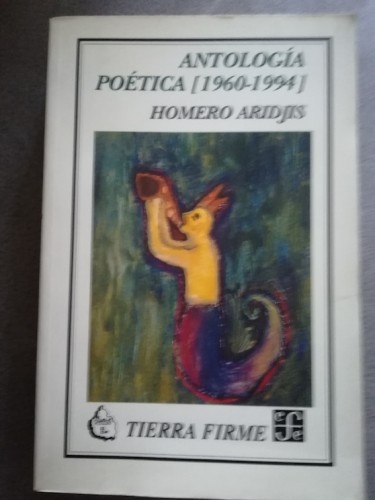 ANTOLOGÍA
POÉTICA [1960-1994]
HOMERO ARIDJIS
TIERRA FIRME